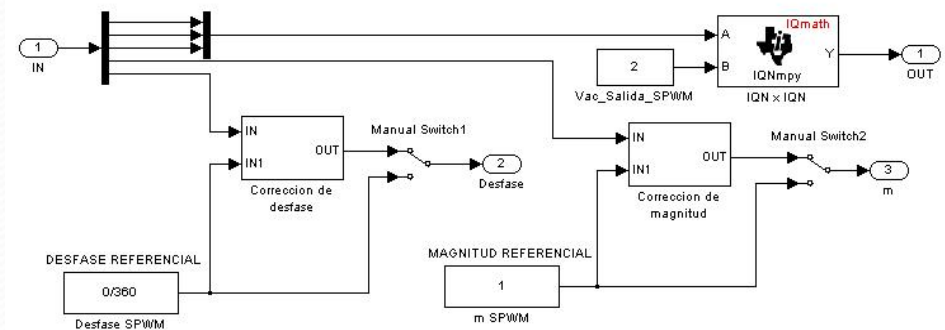 1
IN
IQmath
A
B
Y
IQNmpy
IQN x IQN
1
OUT
2
Vac_Salida_SPWM
IN
IN1
OUT
Correccion de
desfase
Manual Switch1
2
Desfase
IN
IN1
OUT
Correccion de
magnitud
Manual Switch2
3
m
DESFASE REFERENCIAL
0/360
Desfase SPWM
MAGNITUD REFERENCIAL
1
m SPWM